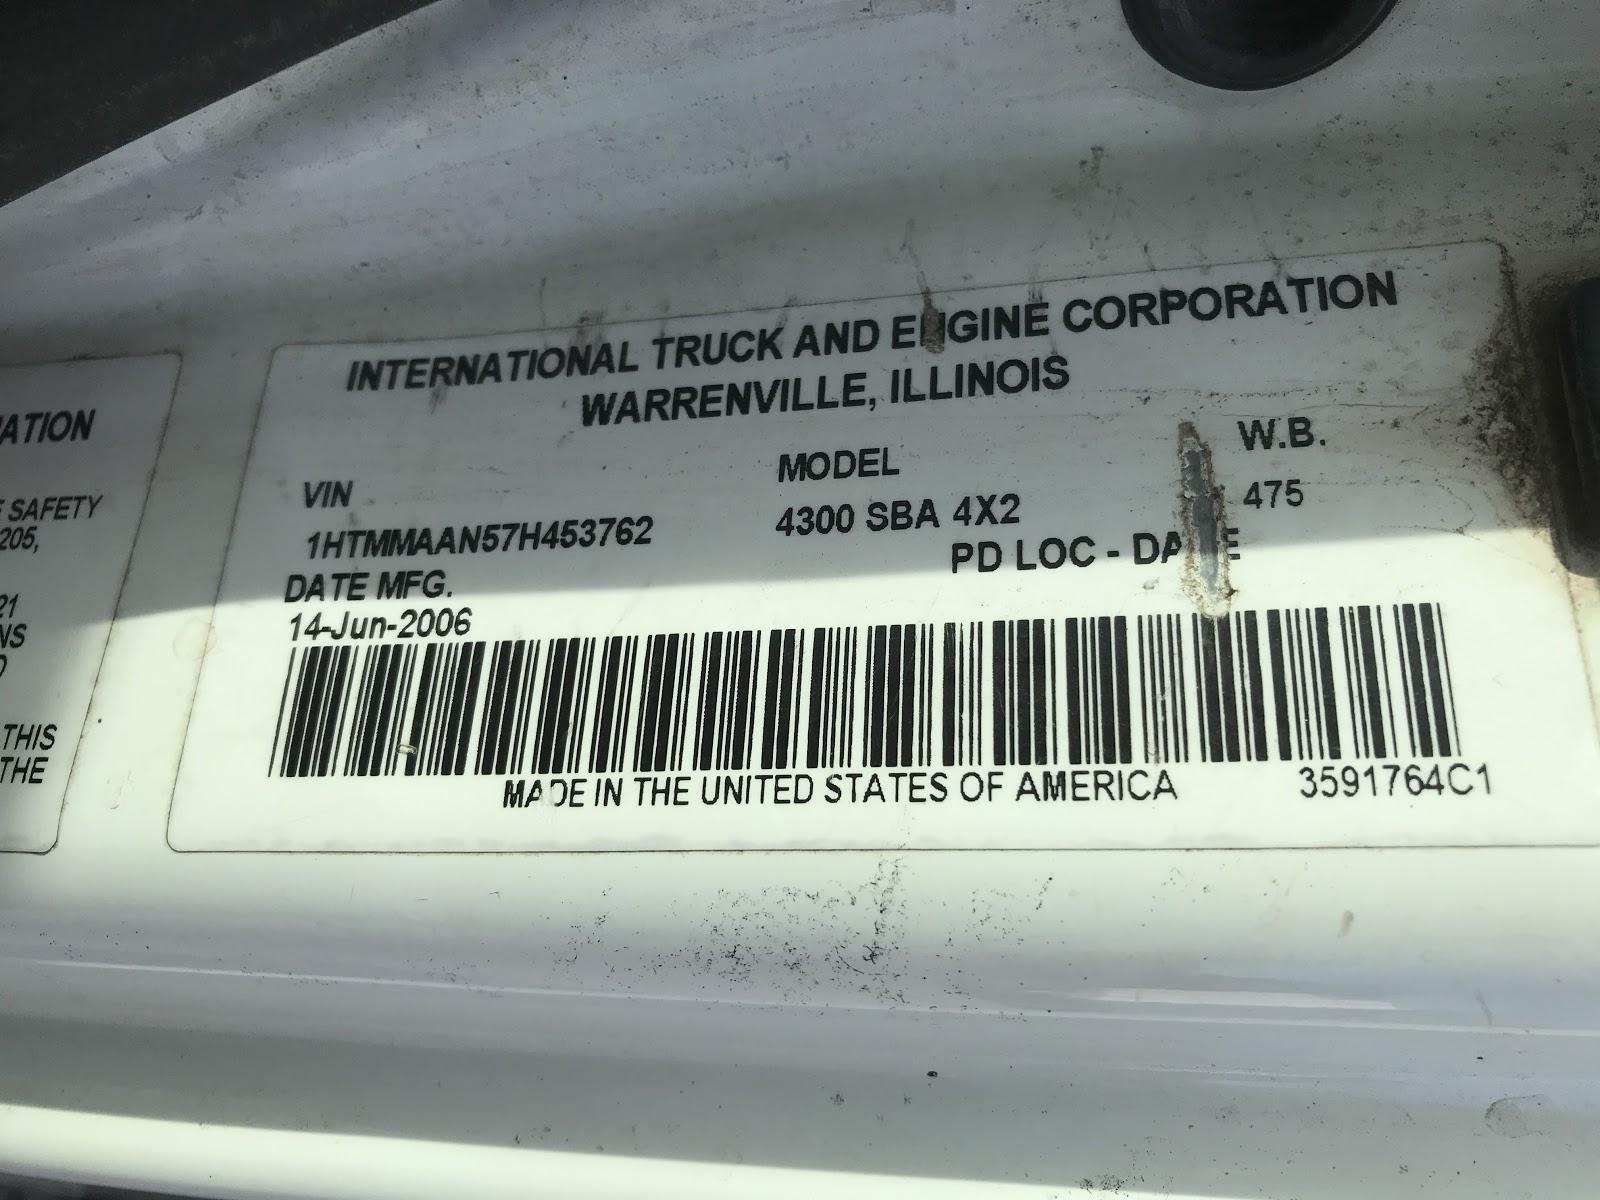 ATION
SAFETY
205,
21
NS
THIS
THE
INTERNATIONAL TRUCK AND ENGINE CORPORATION
WARRENVILLE, ILLINOIS
VIN MODEL W.B.
1HTMMAAN57H453762 4300 SBA 4X2 475
DATE MFG. PD LOC - DATE
14-Jun-2006
MADE IN THE UNITED STATES OF AMERICA 3591764C1